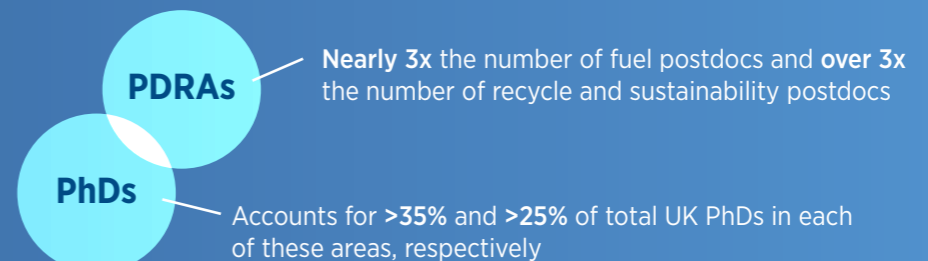 PDRAs
Nearly 3x the number of fuel postdocs and over 3x
the number of recycle and sustainability postdocs
PhDs
Accounts for >35% and >25% of total UK PhDs in each
of these areas, respectively